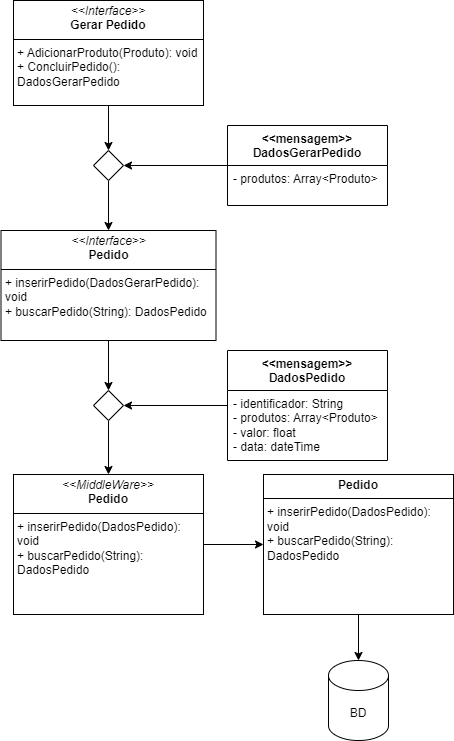 <<Interface>>
Gerar Pedido
+ AdicionarProduto(Produto): void
+ ConcluirPedido():
DadosGerarPedido
<<mensagem>>
DadosGerarPedido
- produtos: Array<Produto>
<<Interface>>
Pedido
+ inserirPedido(DadosGerarPedido):
void
+ buscarPedido(String): DadosPedido
<<mensagem>>
DadosPedido
- identificador: String
- produtos: Array<Produto>
- valor: float
- data: dateTime
<<MiddleWare>>
Pedido
+ inserirPedido(DadosPedido):
void
+ buscarPedido(String):
DadosPedido
Pedido
+ inserirPedido(DadosPedido):
void
+ buscarPedido(String):
DadosPedido
BD